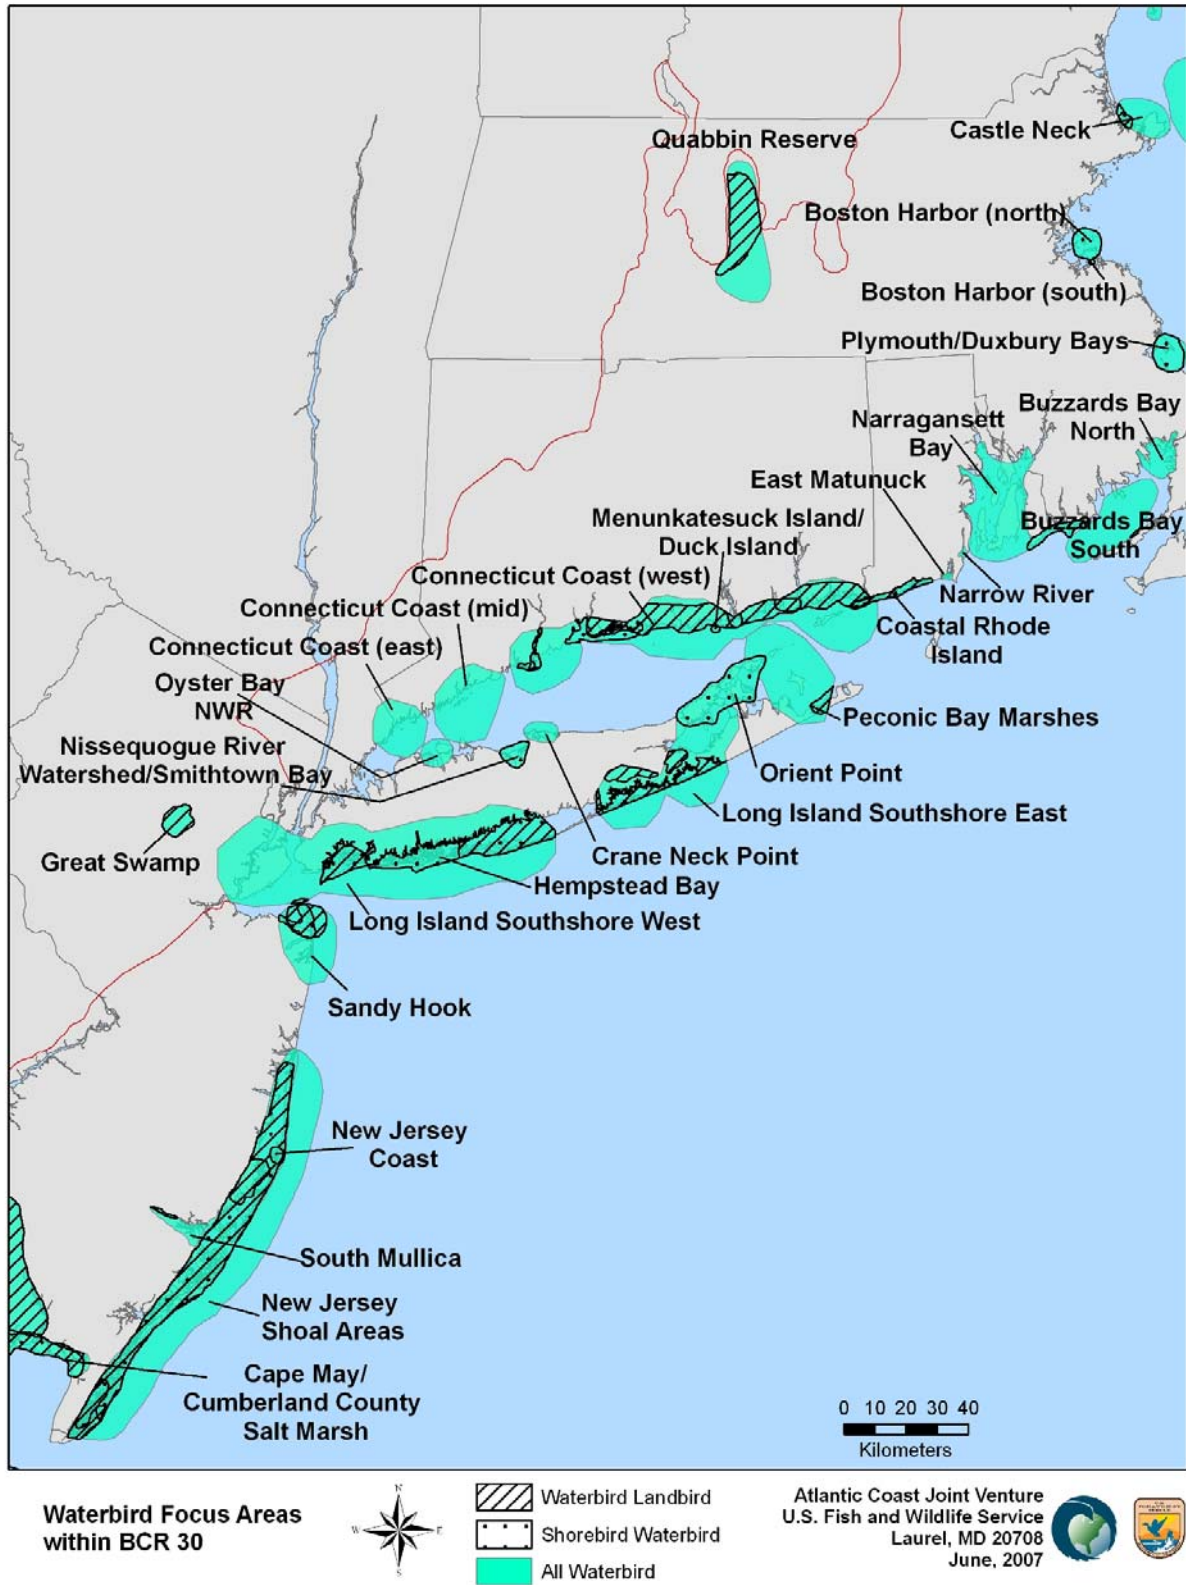 Castle Neck
Quabbin Reserve
Boston Harbor (north)
Boston Harbor (south)
Plymouth/Duxbury Bays
Buzzards Bay
North
Narragansett
Bay
East Matunuck
Menunkatesuck Island/
Duck Island
Buzzards Bay
South
Connecticut Coast (west)
Narrow River
Connecticut Coast (mid)
Coastal Rhode
Island
Connecticut Coast (east)
Oyster Bay
NWR
Peconic Bay Marshes
Nissequogue River
Watershed/Smithtown Bay
Orient Point
Long Island Southshore East
Great Swamp
Crane Neck Point
Hempstead Bay
Long Island Southshore West
Sandy Hook
New Jersey
Coast
South Mullica
New Jersey
Shoal Areas
Cape May/
Cumberland County
Salt Marsh
0 10 20 30 40
Kilometers
Waterbird Focus Areas
within BCR 30
N
W E
S
Waterbird Landbird
Shorebird Waterbird
All Waterbird
Atlantic Coast Joint Venture
U.S. Fish and Wildlife Service
Laurel, MD 20708
June, 2007